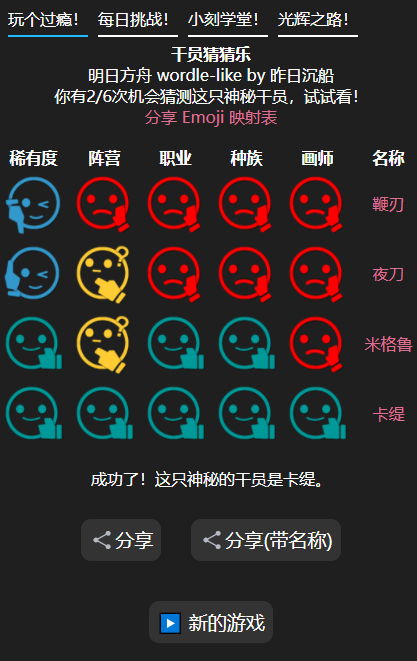 玩个过瘾! 每日挑战! 小刻学堂! 光辉之路!
干员猜猜乐
明日方舟 wordle-like by 昨日沉船
你有2/6次机会猜测这只神秘干员，试试看!
分享 Emoji 映射表
稀有度 阵营 职业 种族 画师 名称
鞭刃
夜刀
米格鲁
卡缇
成功了！这只神秘的干员是卡缇。
分享 分享(带名称)
新的游戏